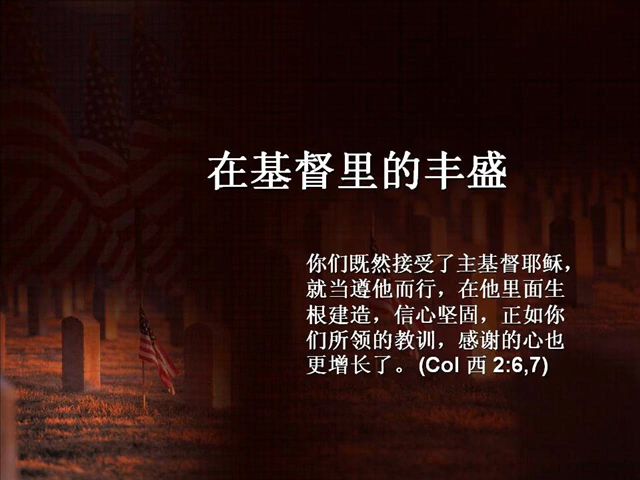 在基督里的丰盛
你们既然接受了主基督耶稣，
就当遵他而行，在他里面生
根建造，信心坚固，正如你
们所领的教训，感谢的心也
更增长了。(Col 西 2:6,7)